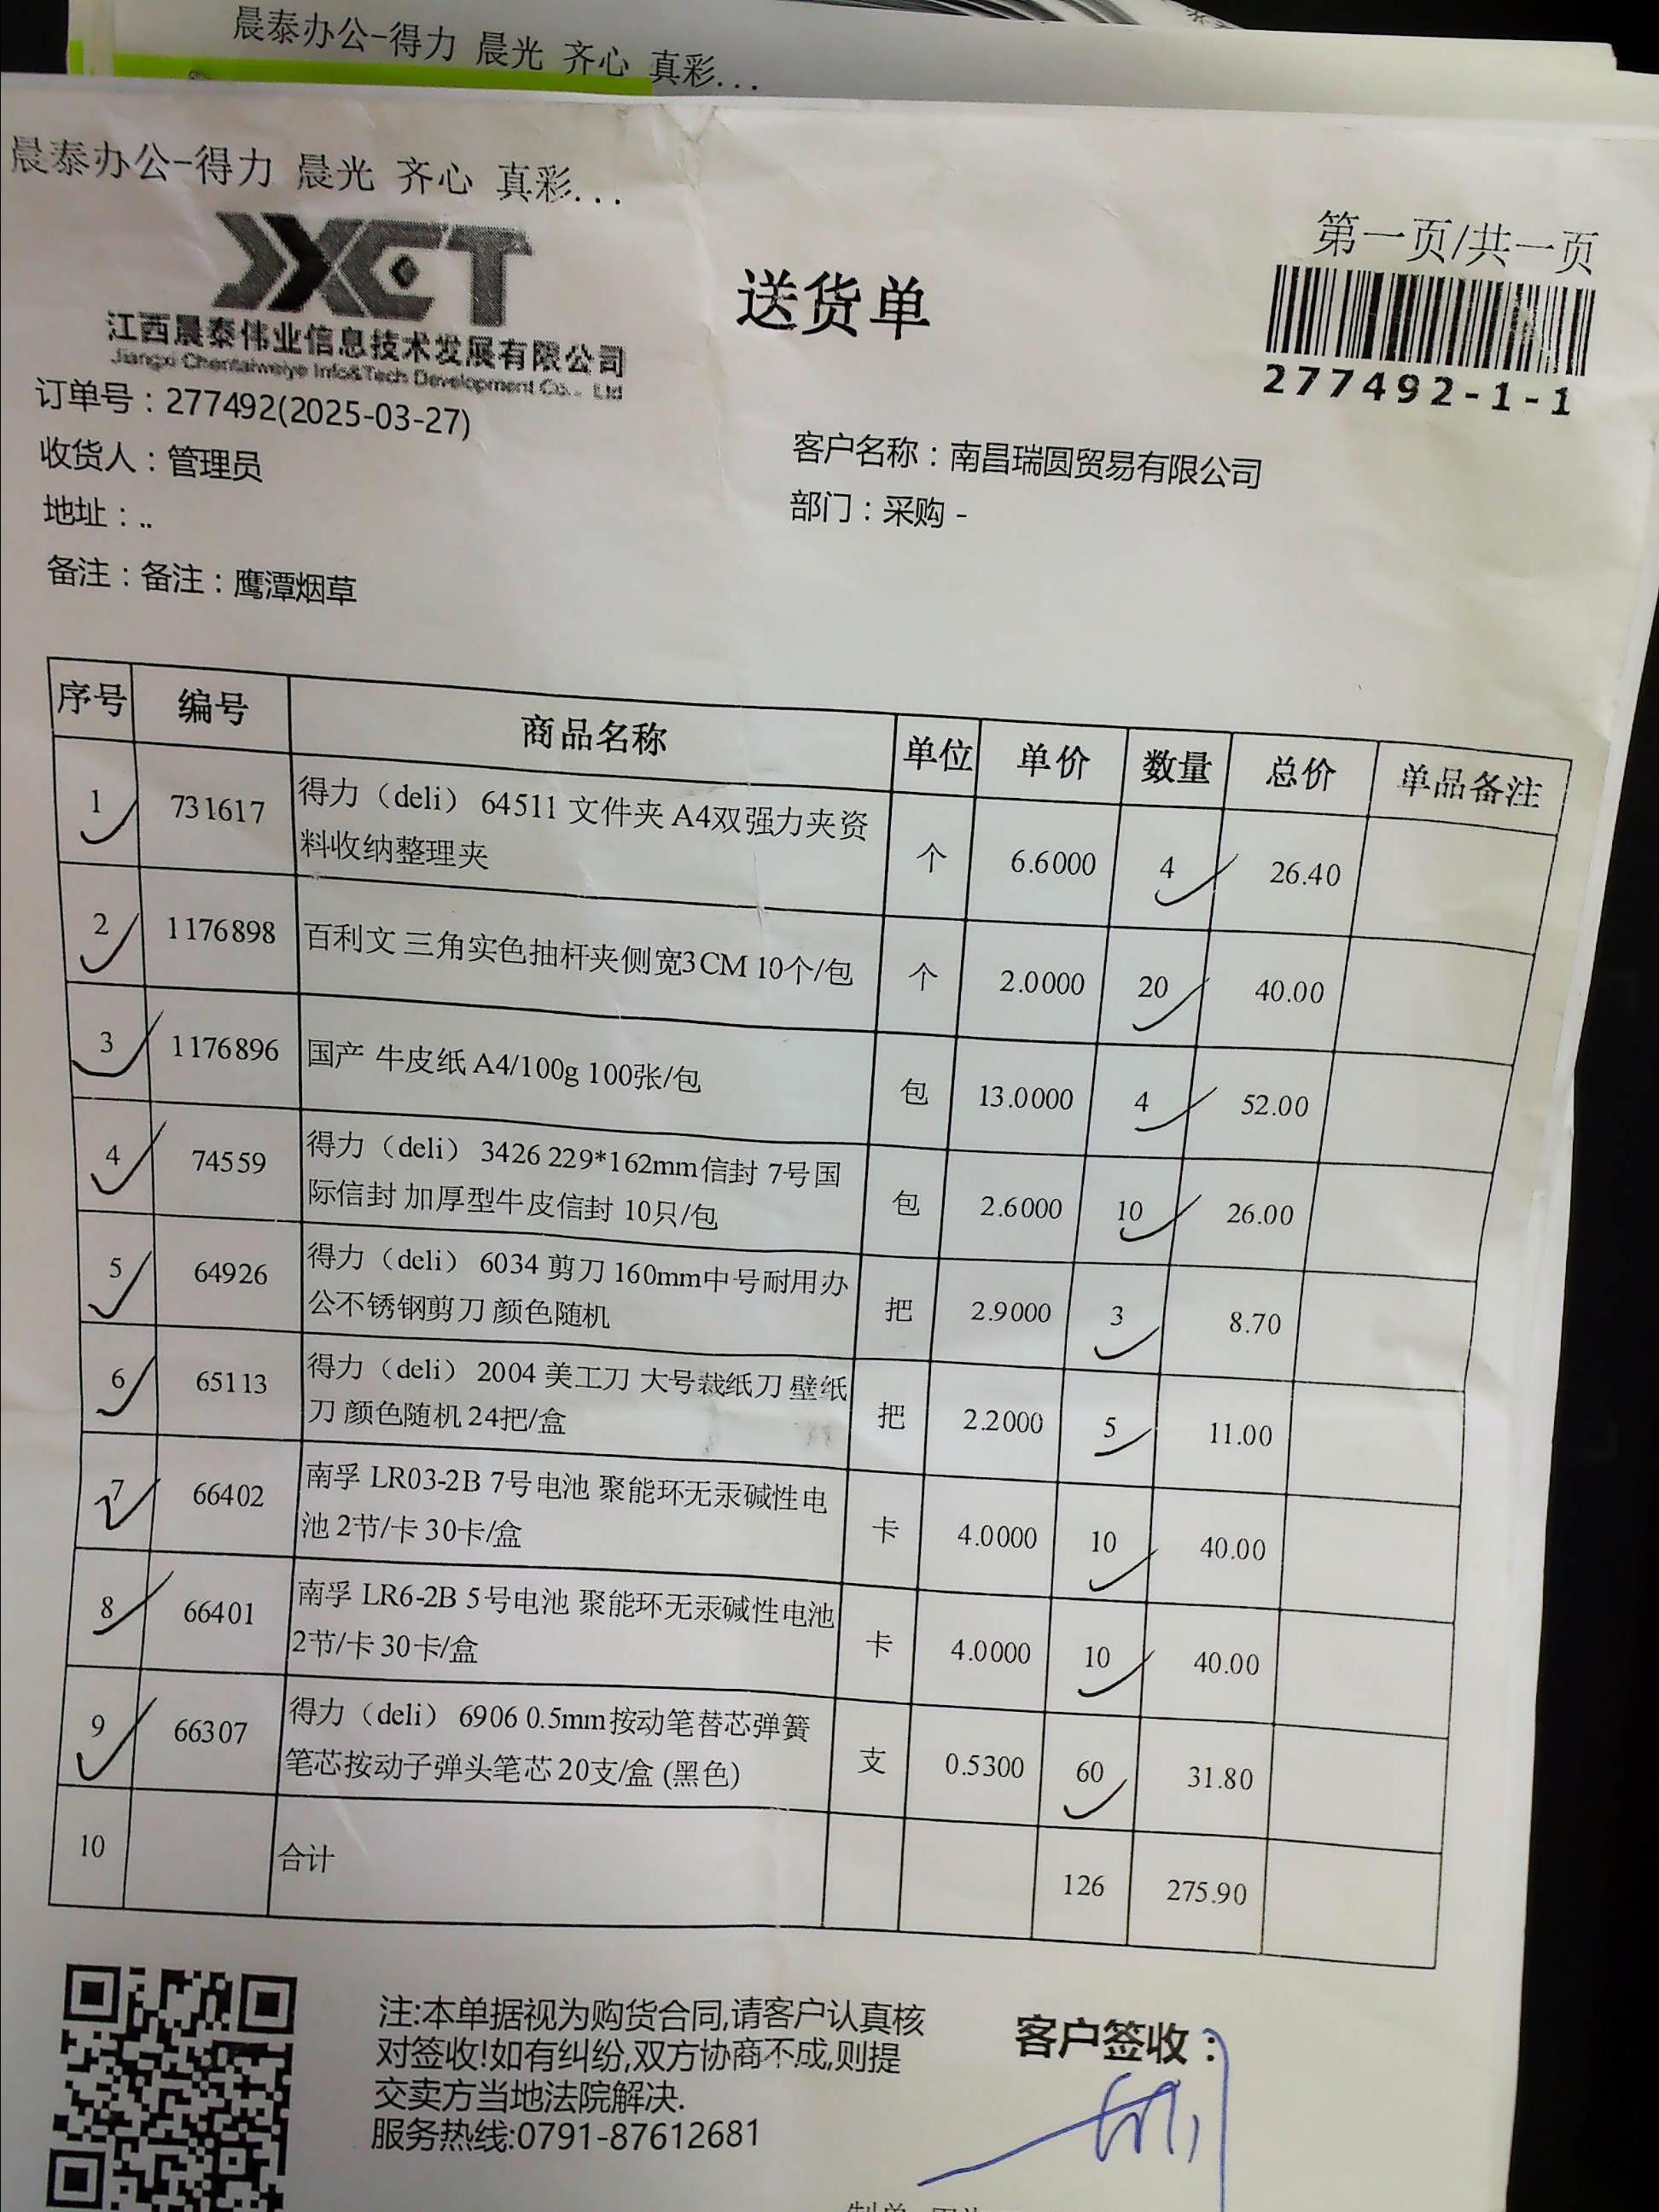 晨泰办公-得力 晨光 齐心 真彩...
晨泰办公-得力 晨光 齐心 真彩...
第一页/共一页
JXCT
江西晨泰伟业信息技术发展有限公司
Jiangxi Chentaiweiye Info&Tech Development Co., Ltd
送货单
277492-1-1
订单号：277492(2025-03-27)
收货人：管理员
客户名称：南昌瑞圆贸易有限公司
地址：..
部门：采购 -
备注：备注：鹰潭烟草
序号 编号 商品名称 单位 单价 数量 总价 单品备注
1 731617 得力（deli） 64511 文件夹 A4双强力夹资
料收纳整理夹 个 6.6000 4 26.40
2 1176898 百利文 三角实色抽杆夹侧宽3CM 10个/包 个 2.0000 20 40.00
3 1176896 国产 牛皮纸 A4/100g 100张/包 包 13.0000 4 52.00
4 74559 得力（deli） 3426 229*162mm信封 7号国
际信封 加厚型牛皮信封 10只/包 包 2.6000 10 26.00
5 64926 得力（deli） 6034 剪刀 160mm中号耐用办
公不锈钢剪刀 颜色随机 把 2.9000 3 8.70
6 65113 得力（deli） 2004 美工刀 大号裁纸刀 壁纸
刀 颜色随机 24把/盒 把 2.2000 5 11.00
7 66402 南孚 LR03-2B 7号电池 聚能环无汞碱性电
池 2节/卡 30卡/盒 卡 4.0000 10 40.00
8 66401 南孚 LR6-2B 5号电池 聚能环无汞碱性电池
2节/卡 30卡/盒 卡 4.0000 10 40.00
9 66307 得力（deli） 6906 0.5mm按动笔替芯弹簧
笔芯按动子弹头笔芯 20支/盒 (黑色) 支 0.5300 60 31.80
10 合计 126 275.90
注:本单据视为购货合同,请客户认真核
对签收!如有纠纷,双方协商不成,则提
交卖方当地法院解决.
服务热线:0791-87612681
客户签收：